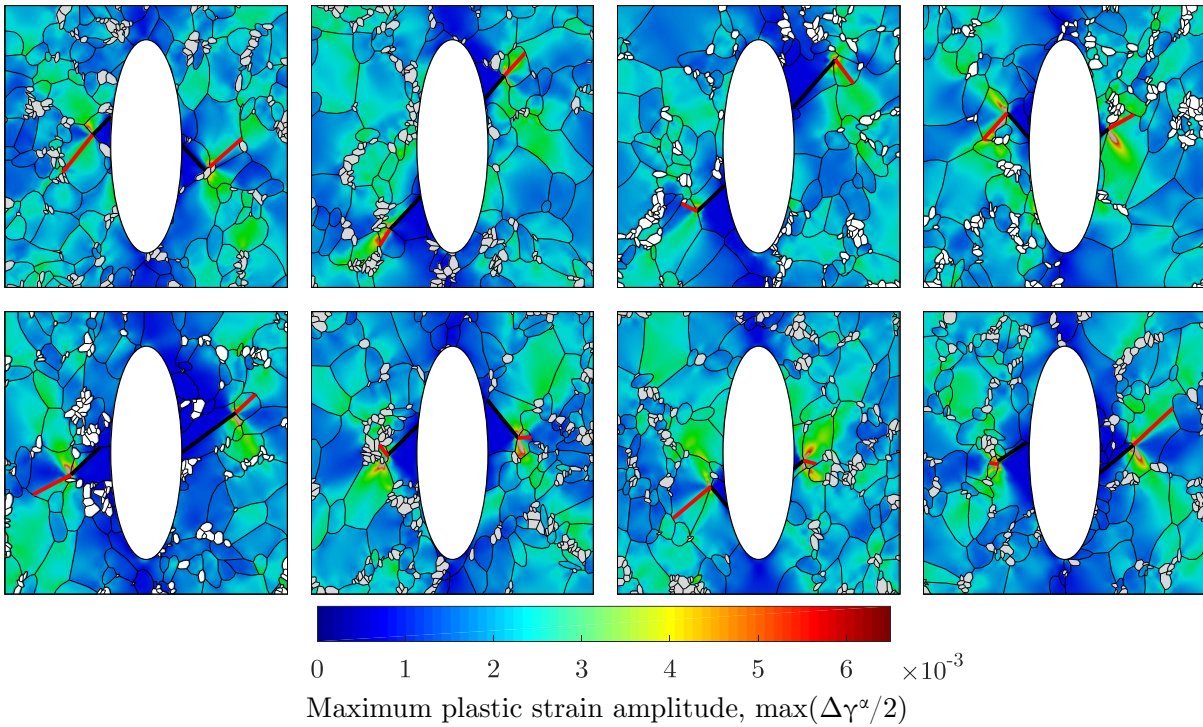 0 1 2 3 4 5 6 ×10⁻³
Maximum plastic strain amplitude, max(Δγᵅ/2)